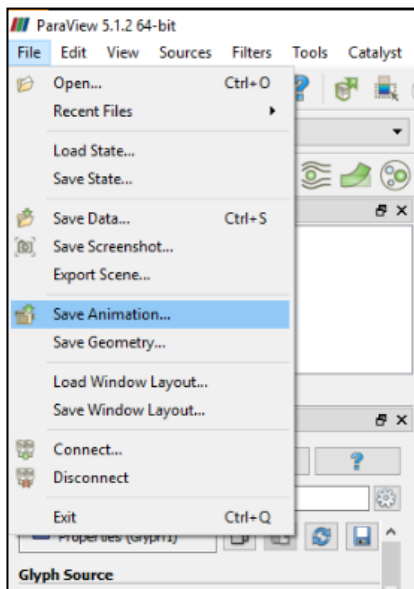 ParaView 5.1.2 64-bit
File Edit View Sources Filters Tools Catalyst
Open... Ctrl+O
Recent Files
Load State...
Save State...
Save Data... Ctrl+S
Save Screenshot...
Export Scene...
Save Animation...
Save Geometry...
Load Window Layout...
Save Window Layout...
Connect...
Disconnect
Exit Ctrl+Q
Properties (Glyph1)
Glyph Source